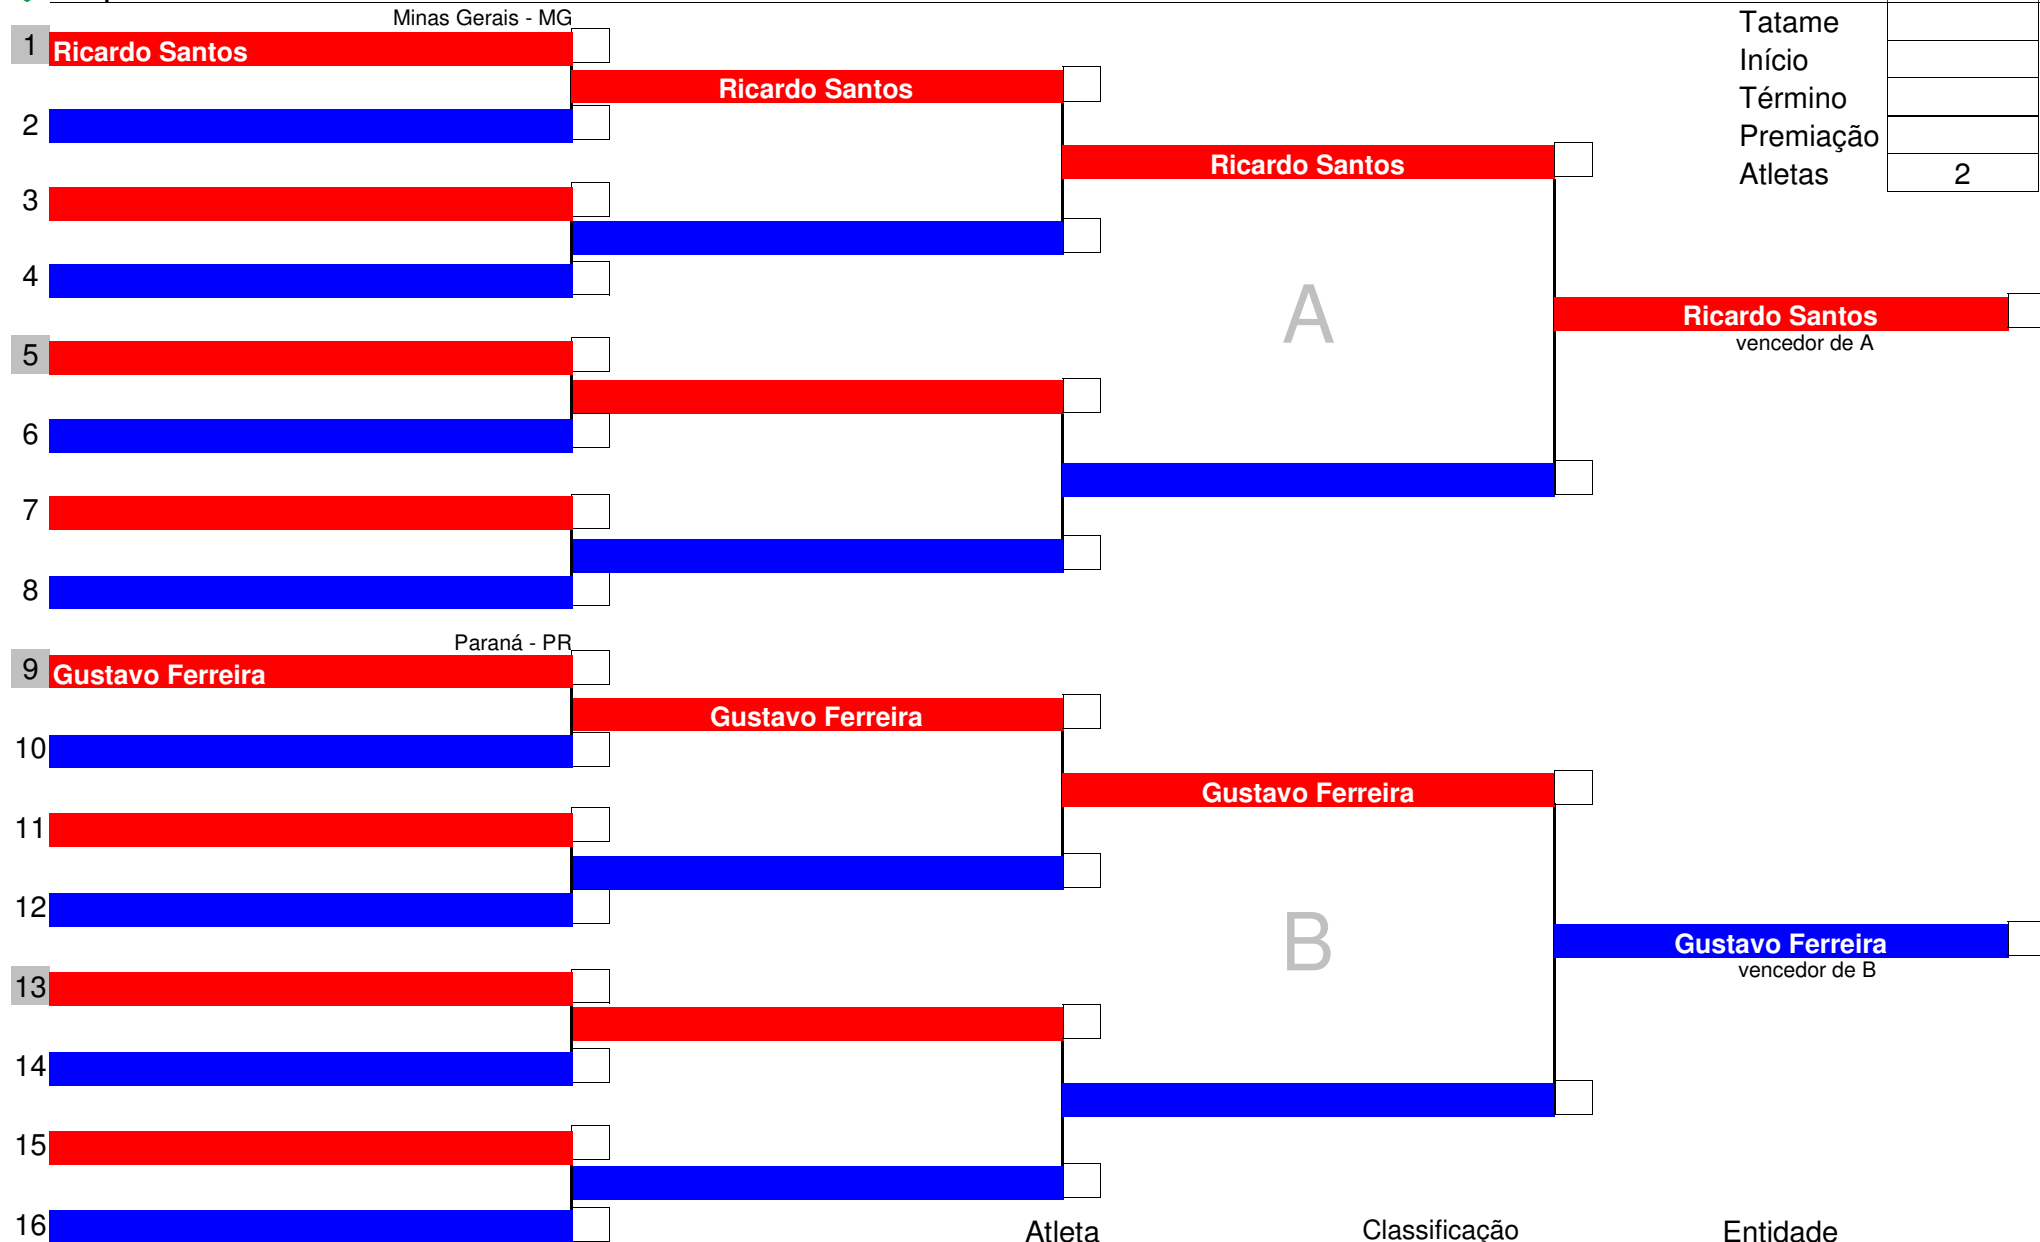 Minas Gerais - MG
Tatame
1 Ricardo Santos
Início
Ricardo Santos
Término
2
Premiação
Ricardo Santos
Atletas 2
3
4
A
Ricardo Santos
vencedor de A
5
6
7
8
Paraná - PR
9 Gustavo Ferreira
Gustavo Ferreira
10
Gustavo Ferreira
11
12
B
Gustavo Ferreira
vencedor de B
13
14
15
16
Atleta Classificação Entidade